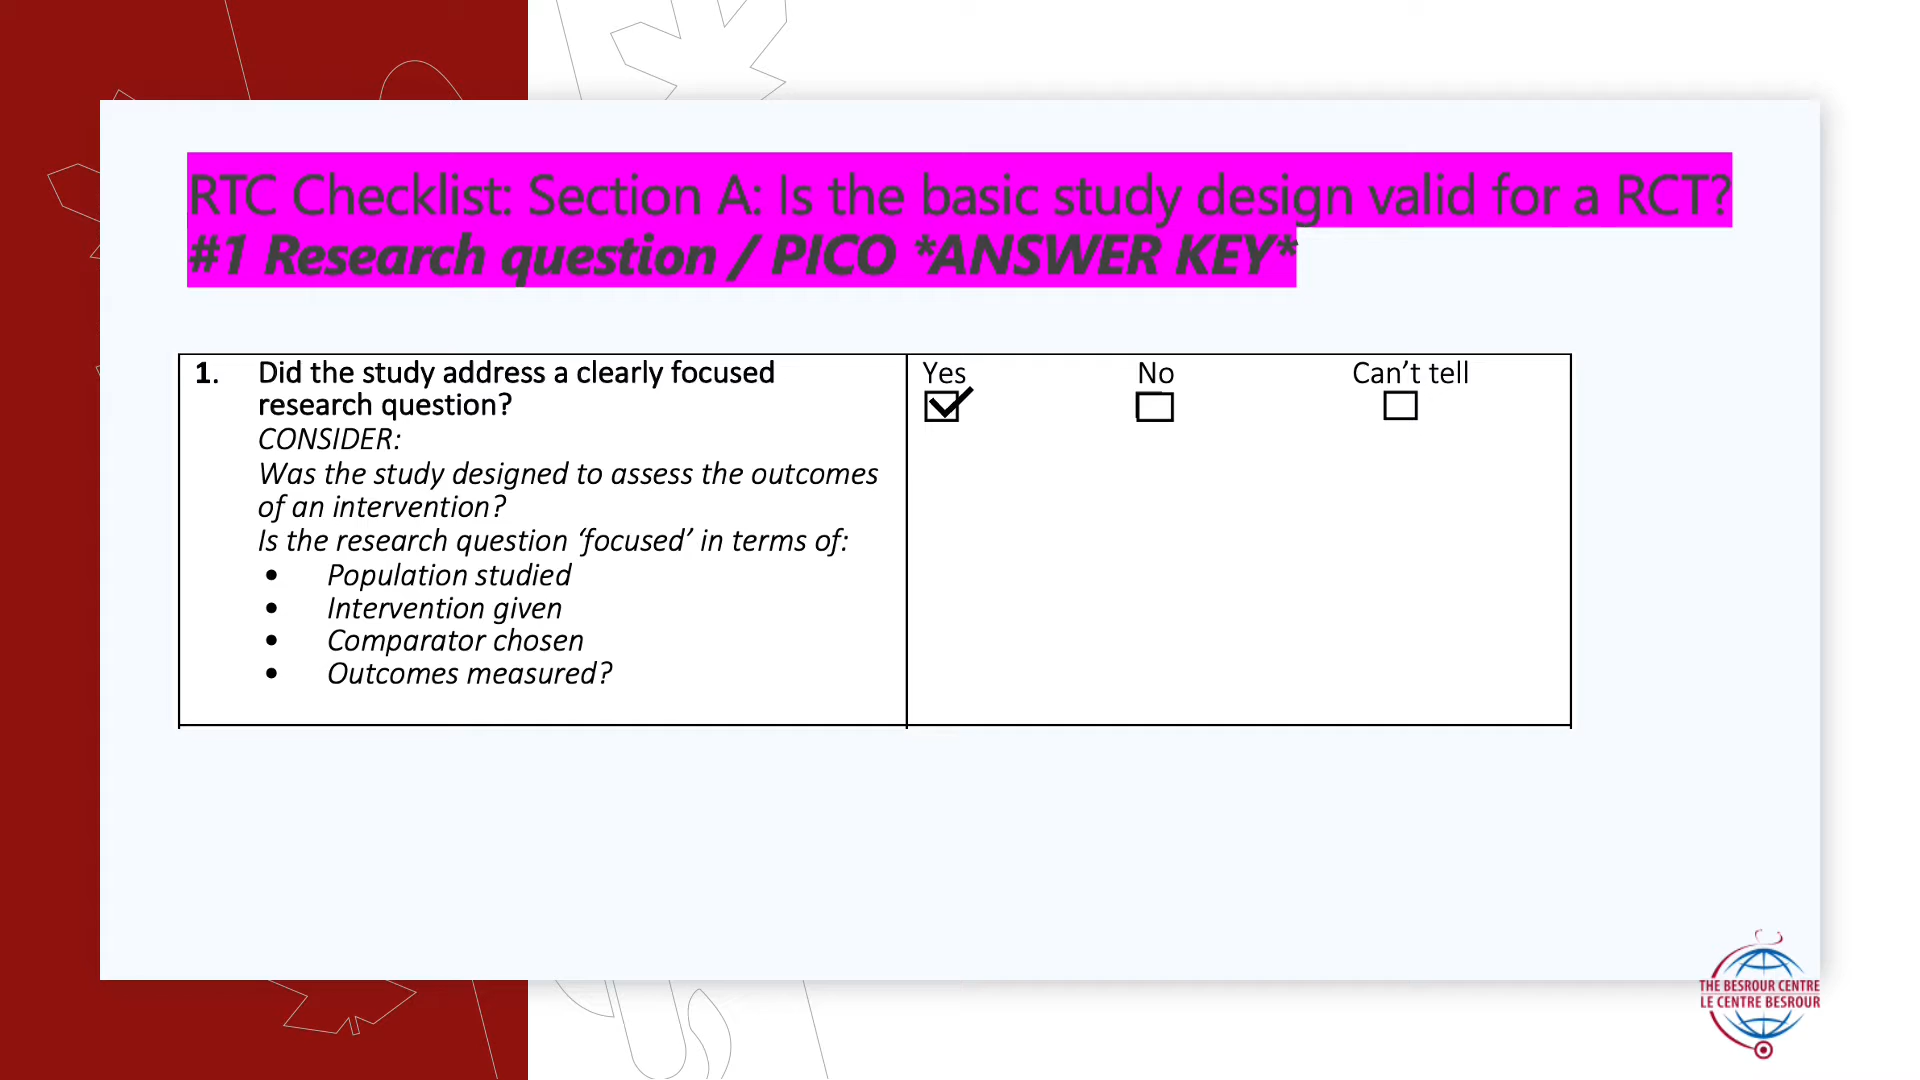 RTC Checklist: Section A: Is the basic study design valid for a RCT?
#1 Research question / PICO *ANSWER KEY*
1. Did the study address a clearly focused
research question?
CONSIDER:
Was the study designed to assess the outcomes
of an intervention?
Is the research question ‘focused’ in terms of:
• Population studied
• Intervention given
• Comparator chosen
• Outcomes measured?
Yes No Can’t tell
THE BESROUR CENTRE
LE CENTRE BESROUR